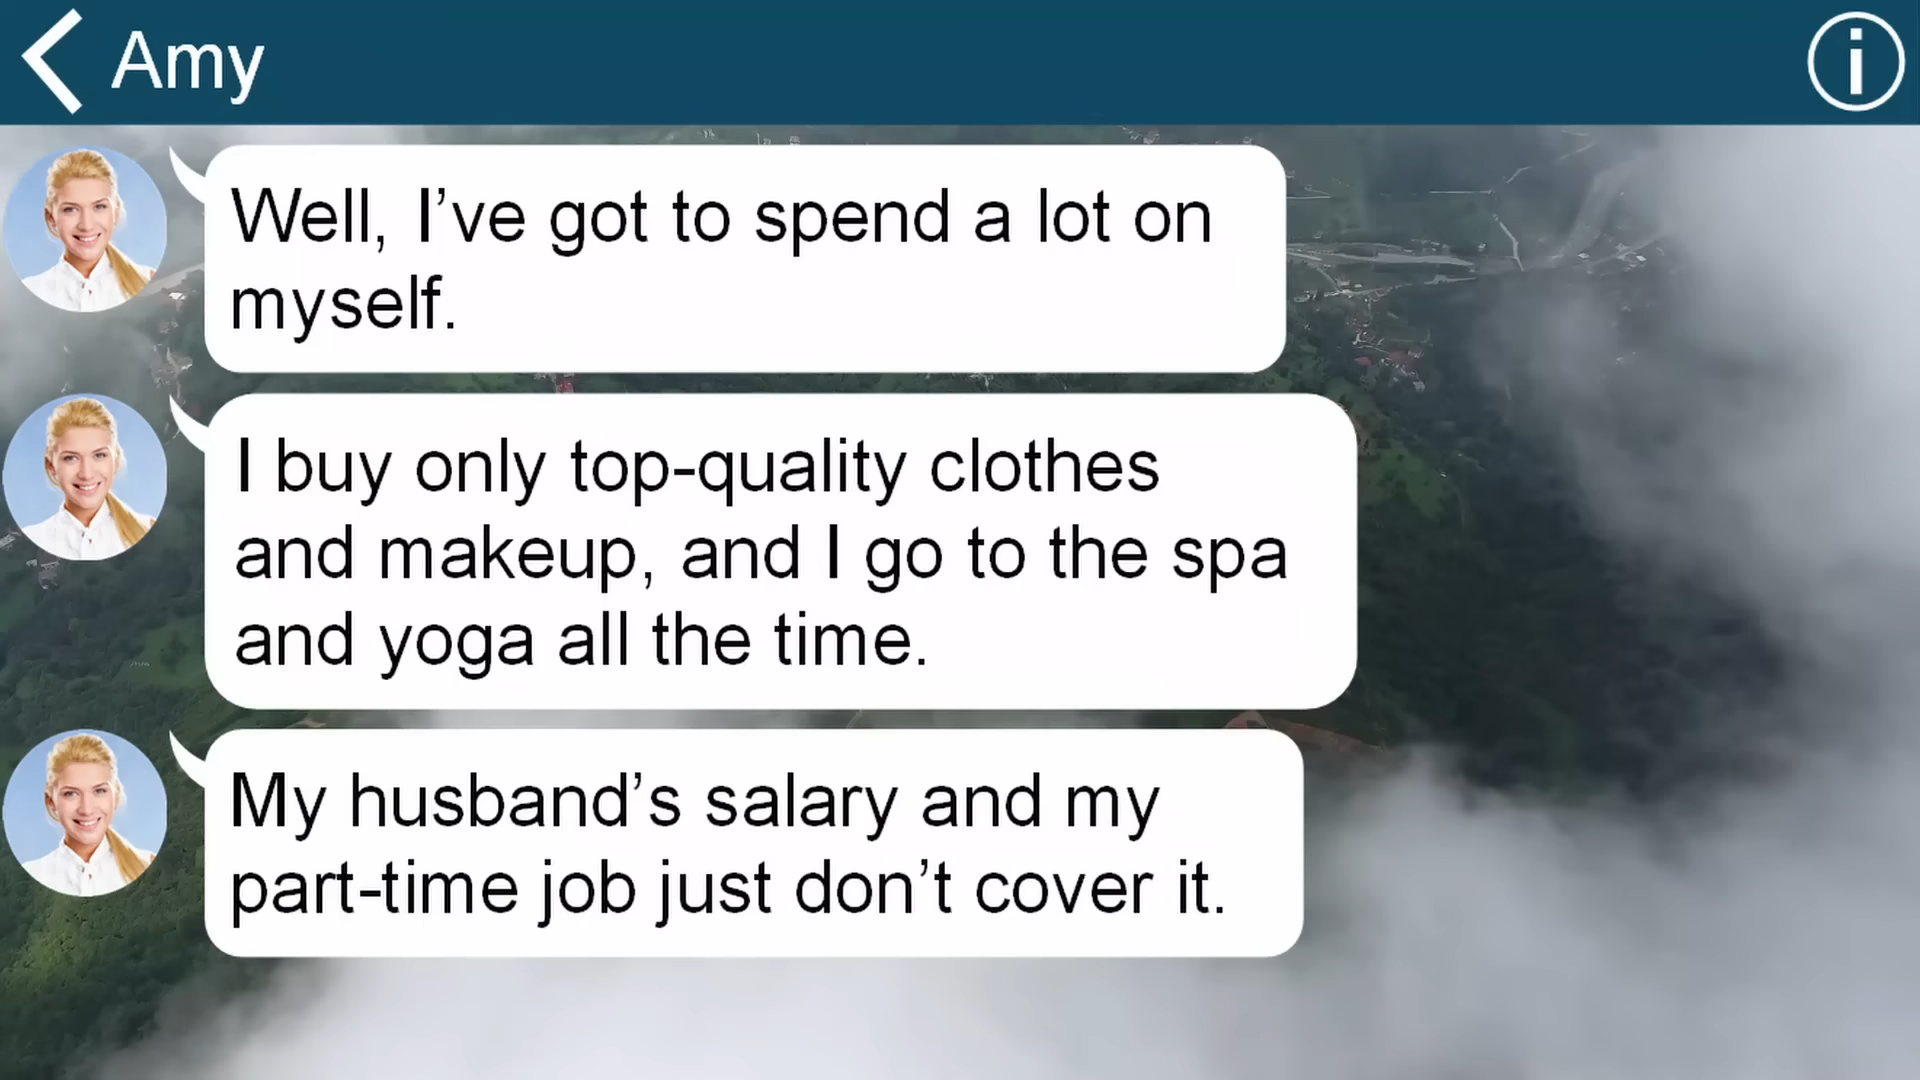 Amy
Well, I’ve got to spend a lot on
myself.
I buy only top-quality clothes
and makeup, and I go to the spa
and yoga all the time.
My husband’s salary and my
part-time job just don’t cover it.